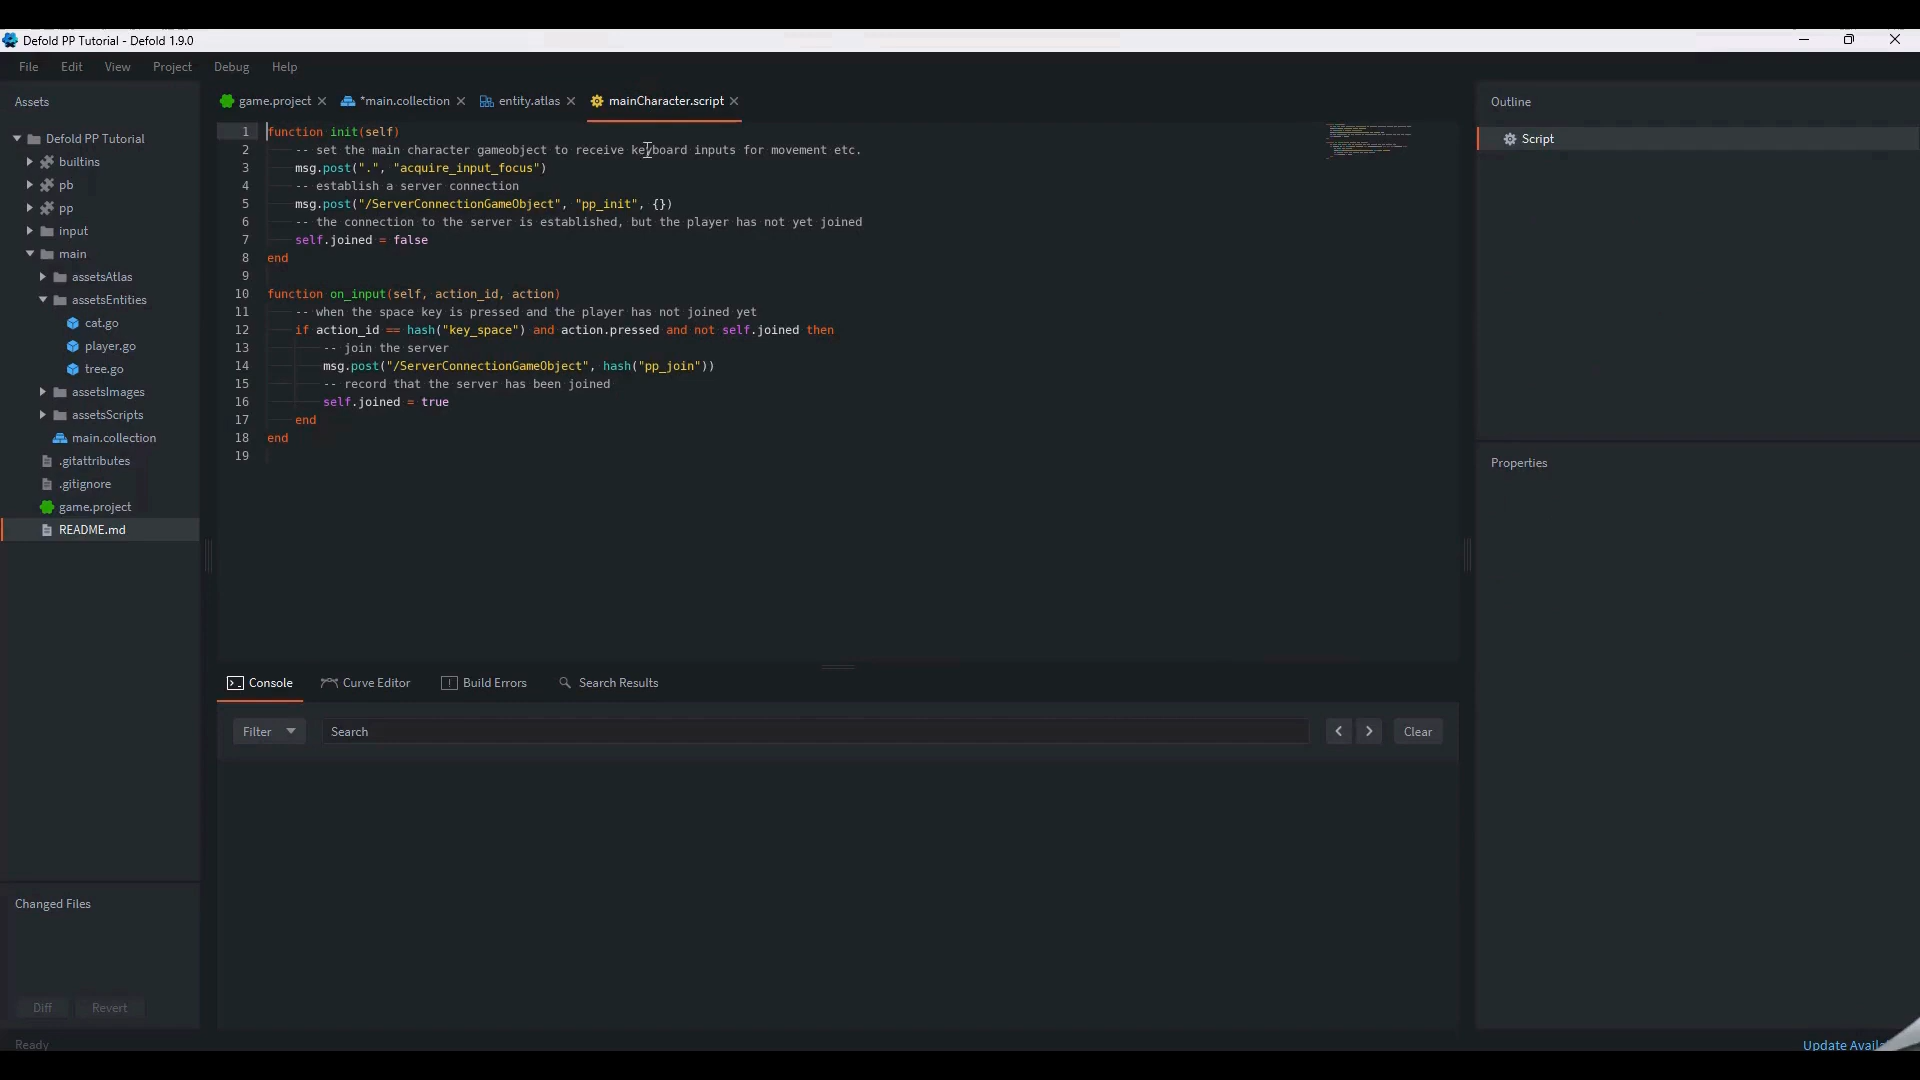 Defold PP Tutorial - Defold 1.9.0
File Edit View Project Debug Help
Assets
Defold PP Tutorial
builtins
pb
pp
input
main
assetsAtlas
assetsEntities
cat.go
player.go
tree.go
assetsImages
assetsScripts
main.collection
.gitattributes
.gitignore
game.project
README.md
Changed Files
Diff Revert
Ready
game.project *main.collection entity.atlas mainCharacter.script
1 function init(self)
2 -- set the main character gameobject to receive keyboard inputs for movement etc.
3 msg.post(".", "acquire_input_focus")
4 -- establish a server connection
5 msg.post("/ServerConnectionGameObject", "pp_init", {})
6 -- the connection to the server is established, but the player has not yet joined
7 self.joined = false
8 end
9
10 function on_input(self, action_id, action)
11 -- when the space key is pressed and the player has not joined yet
12 if action_id == hash("key_space") and action.pressed and not self.joined then
13 -- join the server
14 msg.post("/ServerConnectionGameObject", hash("pp_join"))
15 -- record that the server has been joined
16 self.joined = true
17 end
18 end
19
Console Curve Editor Build Errors Search Results
Filter Search Clear
Outline
Script
Properties
Update